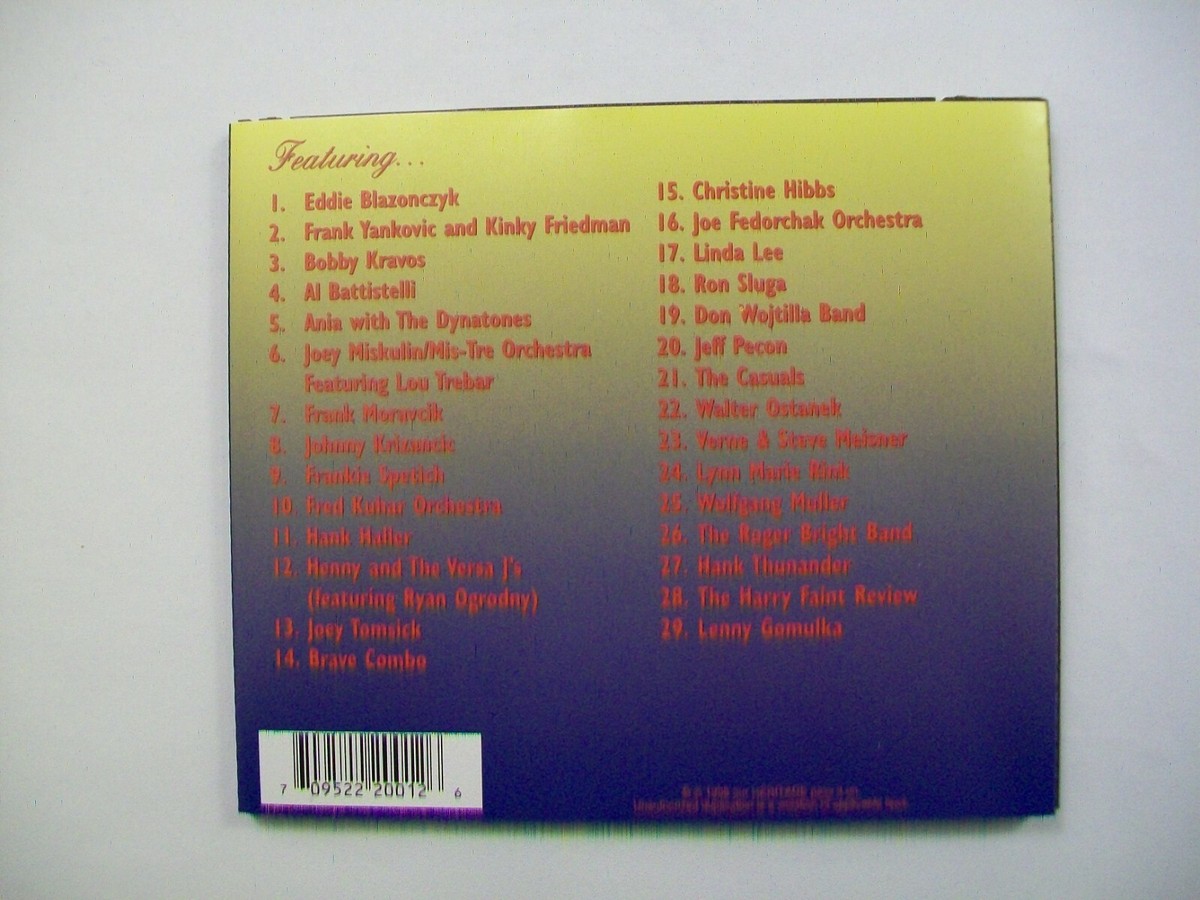 Featuring...
1. Eddie Blazonczyk
2. Frank Yankovic and Kinky Friedman
3. Bobby Kravos
4. Al Battistelli
5. Ania with The Dynatones
6. Joey Miskulin/Mis-Tre Orchestra
Featuring Lou Trebar
7. Frank Moravcik
8. Johnny Krizancic
9. Frankie Spetich
10. Fred Kuhar Orchestra
11. Hank Haller
12. Henny and The Versa J's
(featuring Ryan Ogrodny)
13. Joey Tomsick
14. Brave Combo
15. Christine Hibbs
16. Joe Fedorchak Orchestra
17. Linda Lee
18. Ron Sluga
19. Don Wojtilla Band
20. Jeff Pecon
21. The Casuals
22. Walter Ostanek
23. Verne & Steve Meisner
24. Lynn Marie Rink
25. Wolfgang Muller
26. The Roger Bright Band
27. Hank Thunander
28. The Harry Faint Review
29. Lenny Gomulka
7 09522 20012 6